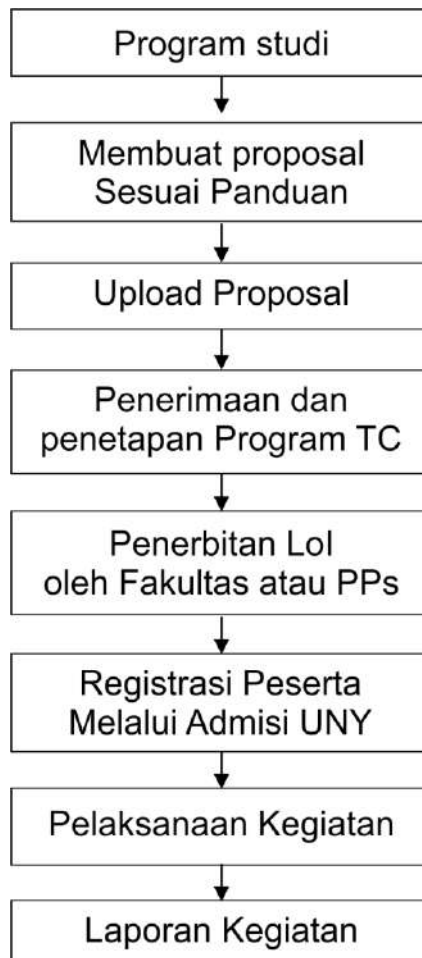 Program studi
Membuat proposal
Sesuai Panduan
Upload Proposal
Penerimaan dan
penetapan Program TC
Penerbitan LoI
oleh Fakultas atau PPs
Registrasi Peserta
Melalui Admisi UNY
Pelaksanaan Kegiatan
Laporan Kegiatan